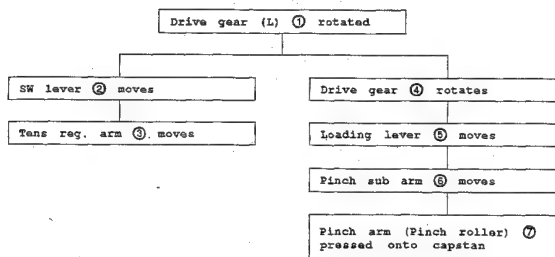 Drive gear (L) ① rotated
SW lever ② moves
Tens reg. arm ③ moves
Drive gear ④ rotates
Loading lever ⑤ moves
Pinch sub arm ⑥ moves
Pinch arm (Pinch roller) ⑦
pressed onto capstan